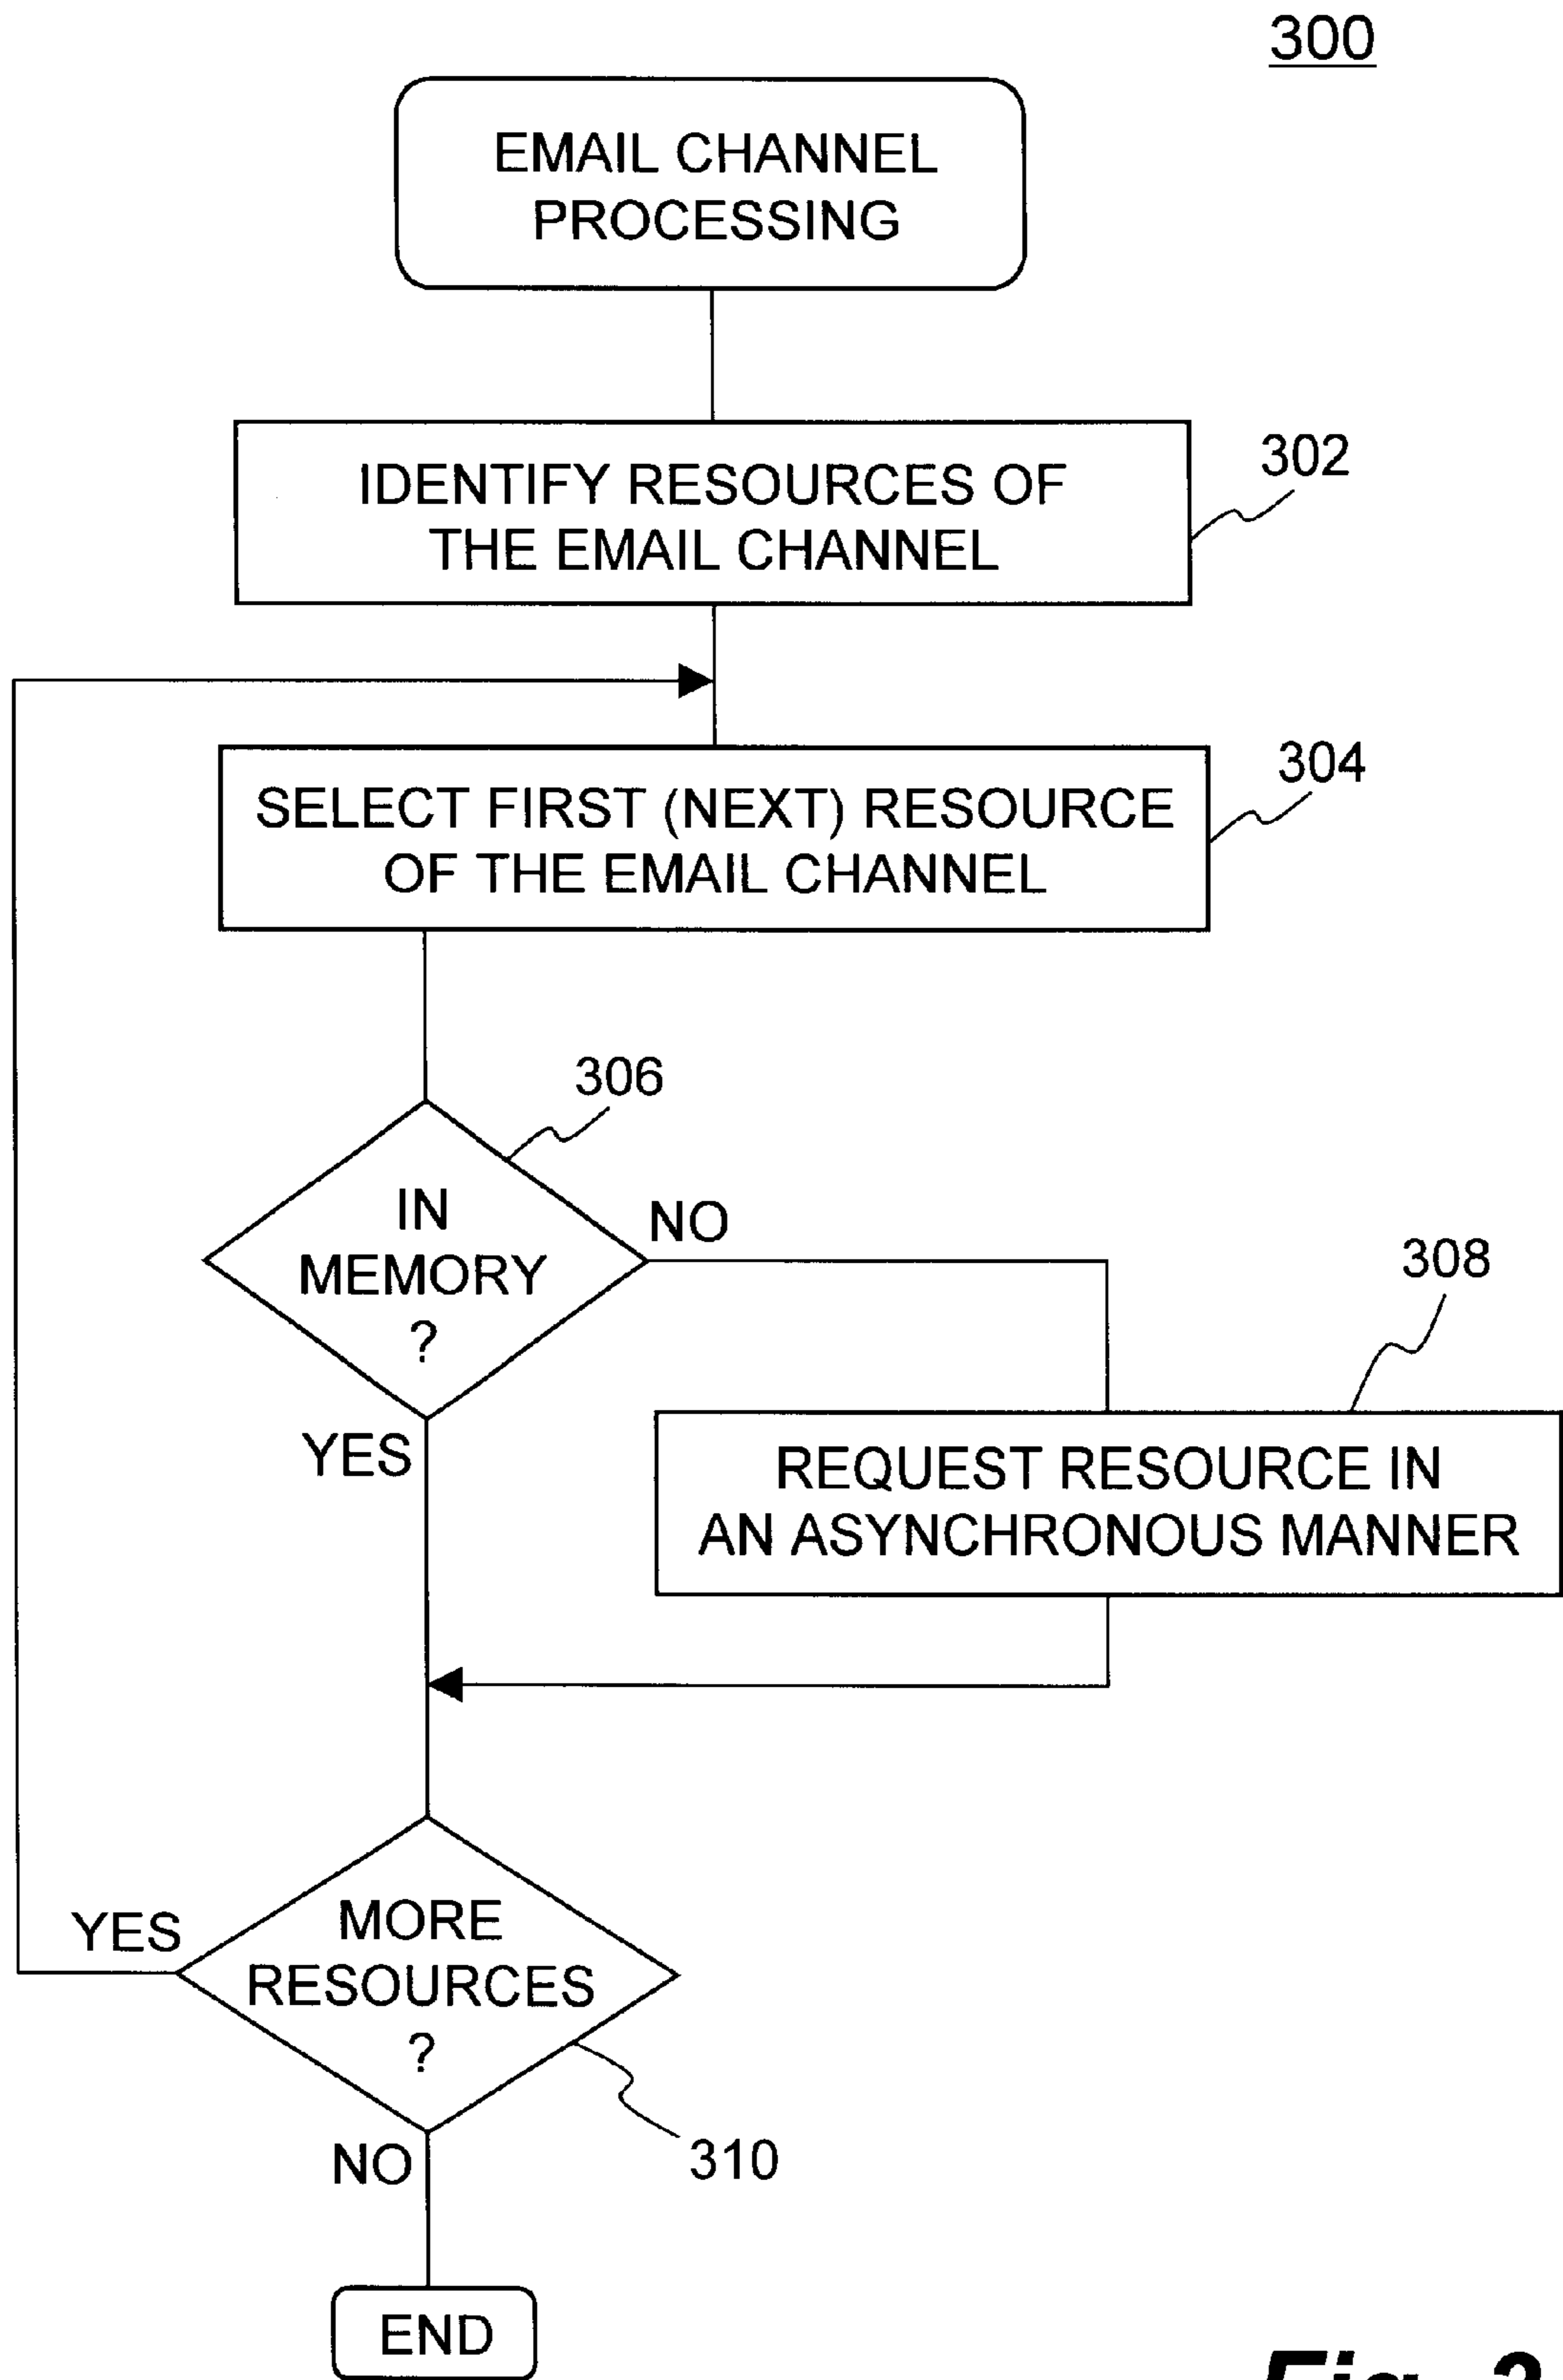 300
EMAIL CHANNEL
PROCESSING
IDENTIFY RESOURCES OF
THE EMAIL CHANNEL
302
SELECT FIRST (NEXT) RESOURCE
OF THE EMAIL CHANNEL
304
306
IN
MEMORY
?
NO
YES
308
REQUEST RESOURCE IN
AN ASYNCHRONOUS MANNER
YES
MORE
RESOURCES
?
310
NO
END